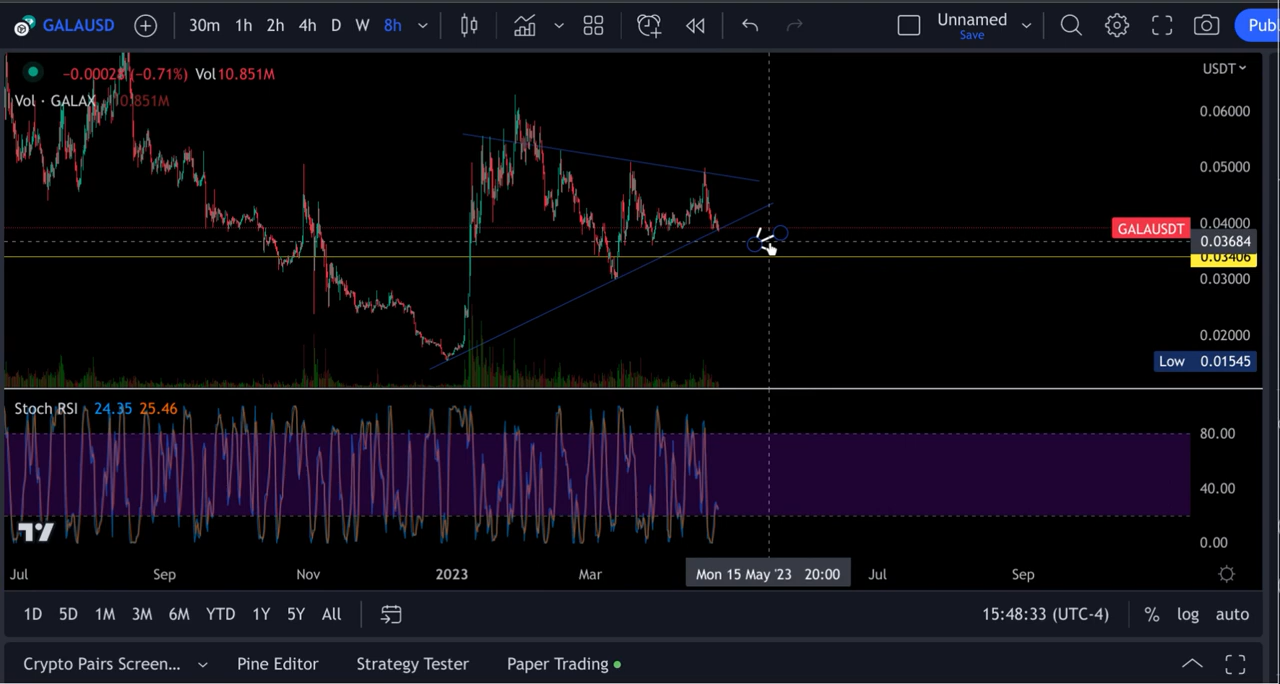 GALAUSD 30m 1h 2h 4h D W 8h Unnamed Save Pub
−0.00028 (−0.71%) Vol 10.851M
Vol · GALAX 10.851M
USDT
0.06000
0.05000
0.04000
GALAUSDT
0.03684
0.03406
0.03000
0.02000
Low 0.01545
Stoch RSI 24.35 25.46
80.00
40.00
0.00
Jul Sep Nov 2023 Mar Mon 15 May '23 20:00 Jul Sep
1D 5D 1M 3M 6M YTD 1Y 5Y All 15:48:33 (UTC-4) % log auto
Crypto Pairs Screen... Pine Editor Strategy Tester Paper Trading